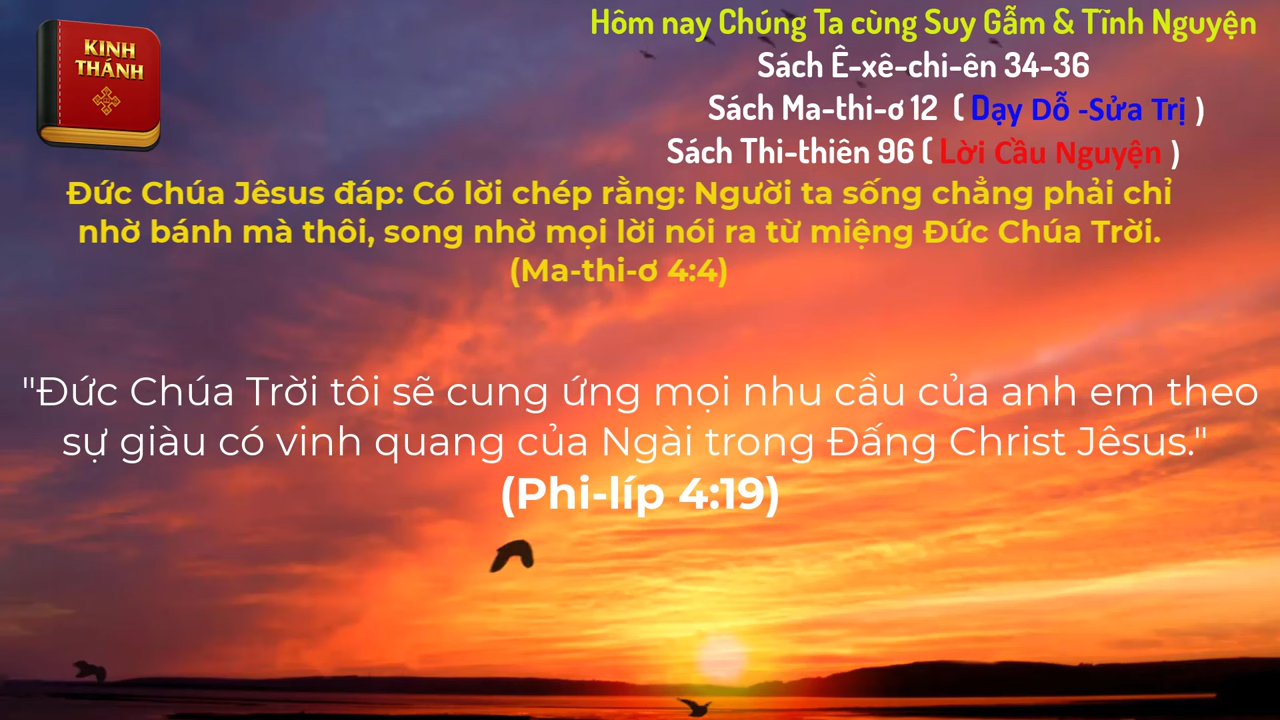 KINH
THÁNH
Hôm nay Chúng Ta cùng Suy Gẫm & Tĩnh Nguyện
Sách Ê-xê-chi-ên 34-36
Sách Ma-thi-ơ 12 ( Dạy Dỗ -Sửa Trị )
Sách Thi-thiên 96 ( Lời Cầu Nguyện )
Đức Chúa Jêsus đáp: Có lời chép rằng: Người ta sống chẳng phải chỉ
nhờ bánh mà thôi, song nhờ mọi lời nói ra từ miệng Đức Chúa Trời.
(Ma-thi-ơ 4:4)
"Đức Chúa Trời tôi sẽ cung ứng mọi nhu cầu của anh em theo
sự giàu có vinh quang của Ngài trong Đấng Christ Jêsus."
(Phi-líp 4:19)